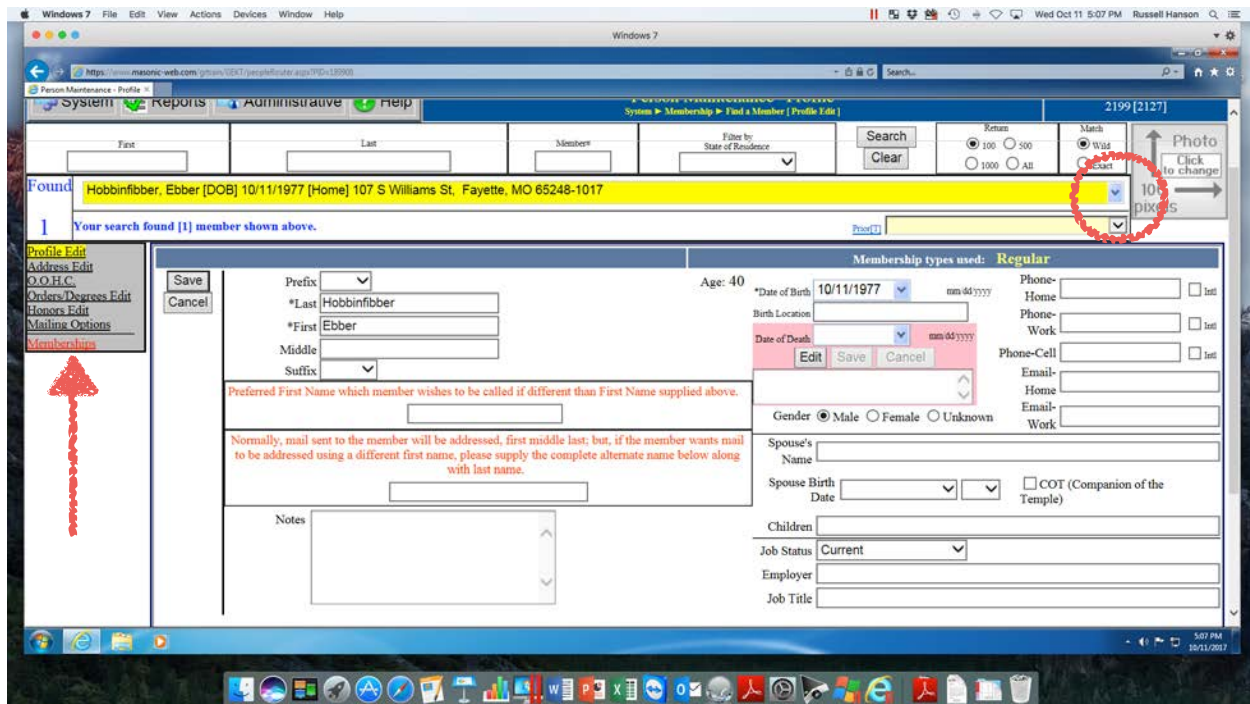 Windows 7 File Edit View Actions Devices Window Help Wed Oct 11 5:07 PM Russell Hanson
Windows 7
Search...
Person Maintenance - Profile
System Reports Administrative Help
Person Maintenance - Profile
System ► Membership ► Find a Member [ Profile Edit ]
2199 [2127]
First
Last
Member#
Filter by
State of Residence
Search
Clear
Return
100 500
1000 All
Match
Wild
Exact
Photo
Click
to change
100
pixels
Found
1
Hobbinfibber, Ebber [DOB] 10/11/1977 [Home] 107 S Williams St, Fayette, MO 65248-1017
Your search found [1] member shown above.
Prior[1]
Profile Edit
Address Edit
O.O.H.C.
Orders/Degrees Edit
Honors Edit
Mailing Options
Memberships
Membership types used: Regular
Save
Cancel
Prefix
*Last Hobbinfibber
*First Ebber
Middle
Suffix
Preferred First Name which member wishes to be called if different than First Name supplied above.
Normally, mail sent to the member will be addressed, first middle last; but, if the member wants mail
to be addressed using a different first name, please supply the complete alternate name below along
with last name.
Notes
Age: 40
*Date of Birth 10/11/1977 mm/dd/yyyy
Birth Location
Date of Death mm/dd/yyyy
Edit Save Cancel
Gender Male Female Unknown
Phone-
Home
Intl
Phone-
Work
Intl
Phone-Cell
Intl
Email-
Home
Email-
Work
Spouse's
Name
Spouse Birth
Date
COT (Companion of the
Temple)
Children
Job Status Current
Employer
Job Title
5:07 PM
10/11/2017